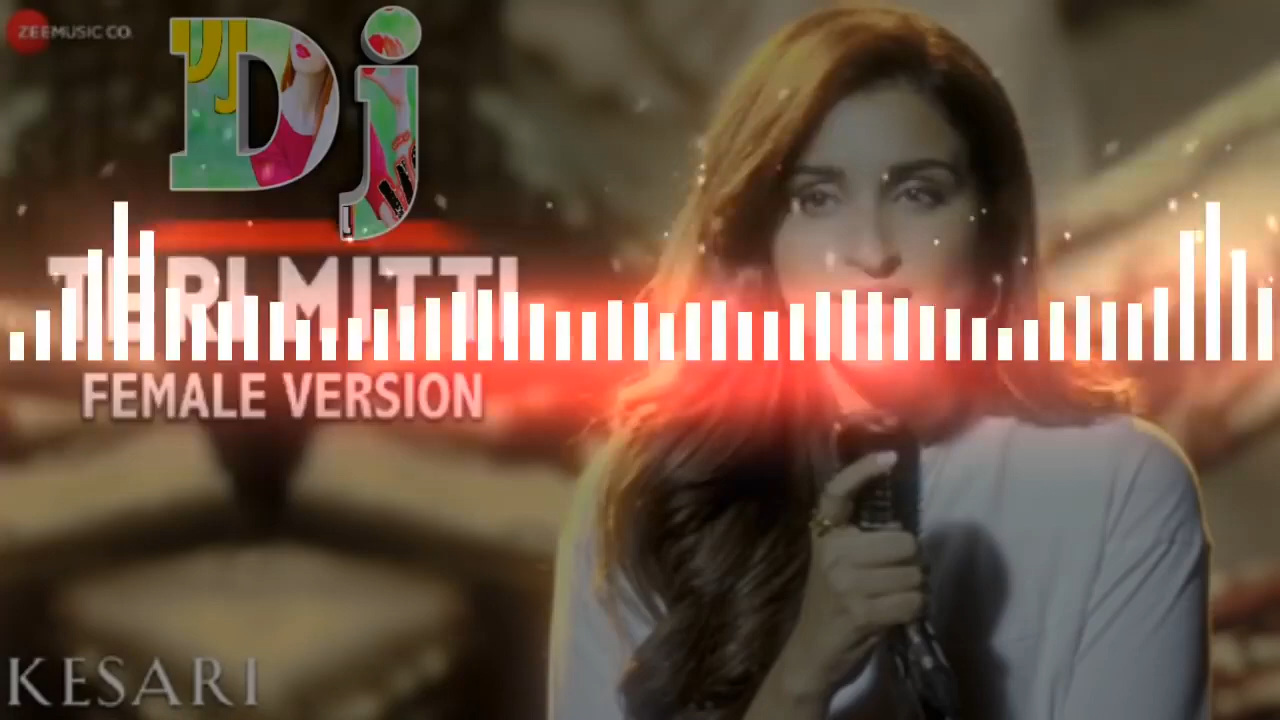 ZEEMUSIC CO.
Dj
TERI MITTI
FEMALE VERSION
KESARI